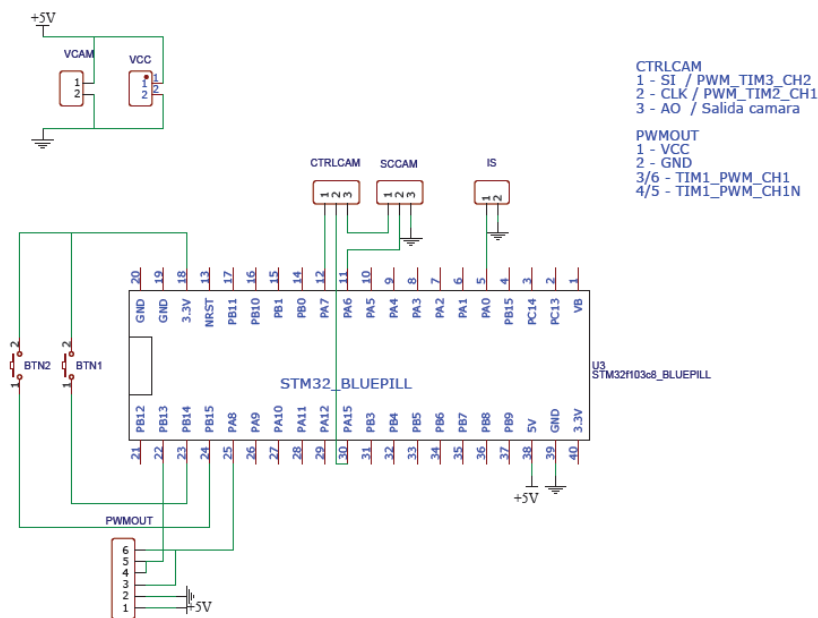 +5V
VCAM
VCC
1
2
1
1
2
2
CTRLCAM
1 - SI / PWM_TIM3_CH2
2 - CLK / PWM_TIM2_CH1
3 - AO / Salida camara
PWMOUT
1 - VCC
2 - GND
3/6 - TIM1_PWM_CH1
4/5 - TIM1_PWM_CH1N
CTRLCAM
SCCAM
IS
1 2 3
1 2 3
1 2
20 19 18 13 17 16 15 14 12 11 10 9 8 7 6 5 4 3 2 1
GND GND 3.3V NRST PB11 PB10 PB1 PB0 PA7 PA6 PA5 PA4 PA3 PA2 PA1 PA0 PB15 PC14 PC13 VB
2
BTN2
1
2
BTN1
1
STM32_BLUEPILL
U3
STM32f103c8_BLUEPILL
PB12 PB13 PB14 PB15 PA8 PA9 PA10 PA11 PA12 PA15 PB3 PB4 PB5 PB6 PB7 PB8 PB9 5V GND 3.3V
21 22 23 24 25 26 27 28 29 30 31 32 33 34 35 36 37 38 39 40
+5V
PWMOUT
6
5
4
3
2
1
+5V